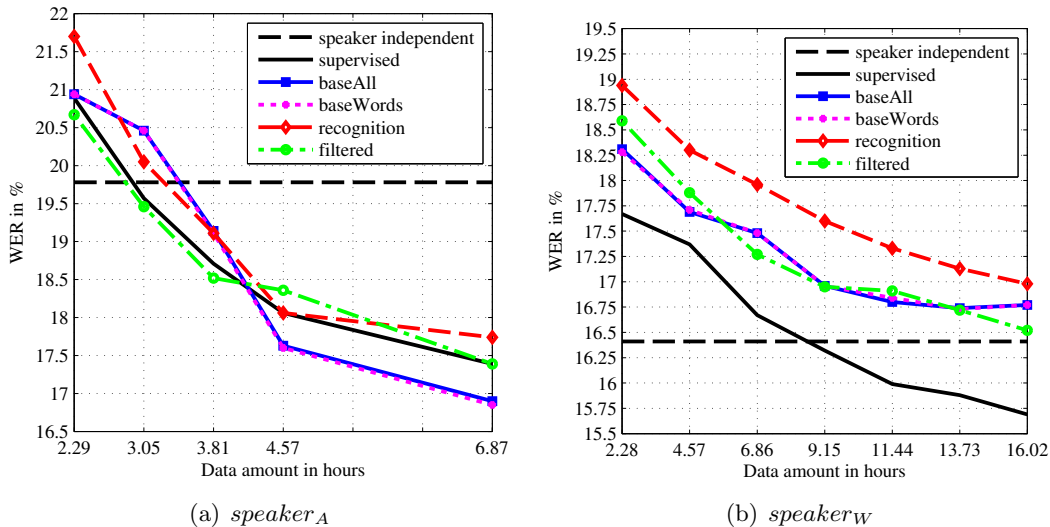 22
21.5
21
20.5
20
19.5
19
18.5
18
17.5
17
16.5
WER in %
2.29 3.05 3.81 4.57 6.87
Data amount in hours
speaker independent
supervised
baseAll
baseWords
recognition
filtered
(a) speaker_A
19.5
19.25
19
18.75
18.5
18.25
18
17.75
17.5
17.25
17
16.75
16.5
16.25
16
15.75
15.5
WER in %
2.28 4.57 6.86 9.15 11.44 13.73 16.02
Data amount in hours
speaker independent
supervised
baseAll
baseWords
recognition
filtered
(b) speaker_W